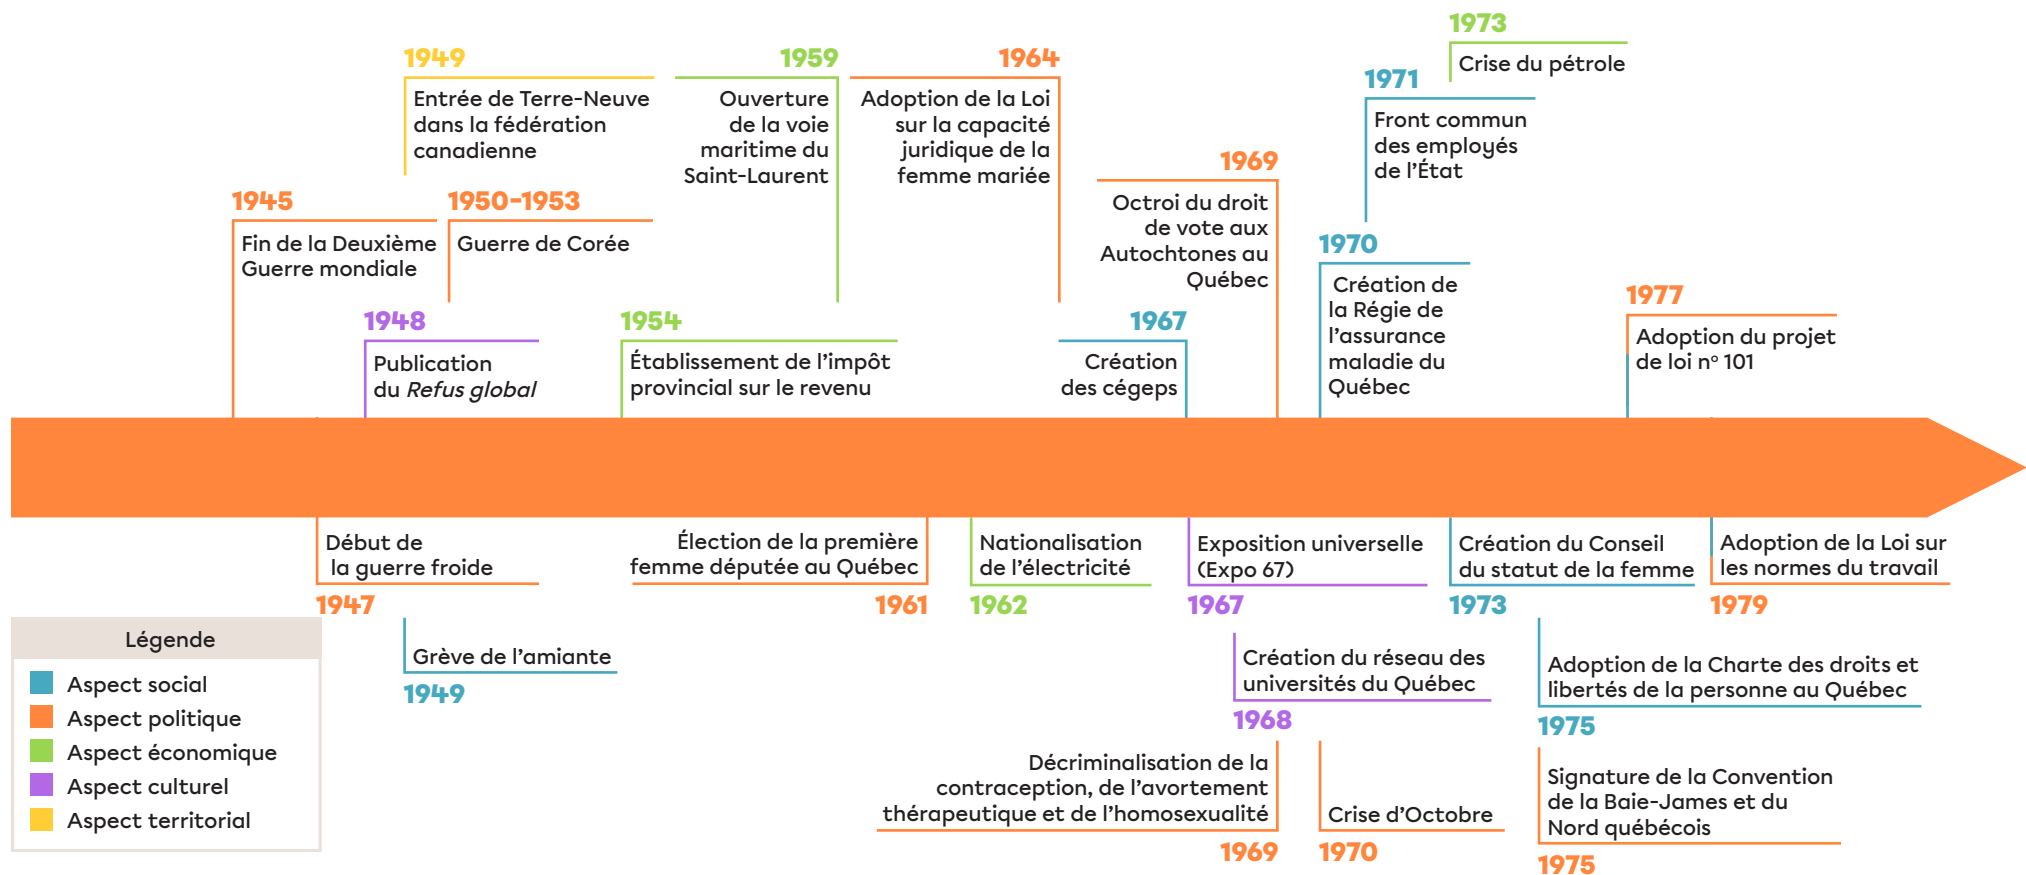 1949
Entrée de Terre-Neuve
dans la fédération
canadienne
1959
Ouverture
de la voie
maritime du
Saint-Laurent
1964
Adoption de la Loi
sur la capacité
juridique de la
femme mariée
1973
Crise du pétrole
1971
Front commun
des employés
de l'État
1945
Fin de la Deuxième
Guerre mondiale
1950-1953
Guerre de Corée
1969
Octroi du droit
de vote aux
Autochtones au
Québec
1970
Création de
la Régie de
l'assurance
maladie du
Québec
1948
Publication
du Refus global
1954
Établissement de l'impôt
provincial sur le revenu
1967
Création
des cégeps
1977
Adoption du projet
de loi nº 101
Début de
la guerre froide
1947
Élection de la première
femme députée au Québec
1961
Nationalisation
de l'électricité
1962
Exposition universelle
(Expo 67)
1967
Création du Conseil
du statut de la femme
1973
Adoption de la Loi sur
les normes du travail
1979
Grève de l'amiante
1949
Création du réseau des
universités du Québec
1968
Adoption de la Charte des droits et
libertés de la personne au Québec
1975
Décriminalisation de la
contraception, de l'avortement
thérapeutique et de l'homosexualité
1969
Crise d'Octobre
1970
Signature de la Convention
de la Baie-James et du
Nord québécois
1975
Légende
Aspect social
Aspect politique
Aspect économique
Aspect culturel
Aspect territorial